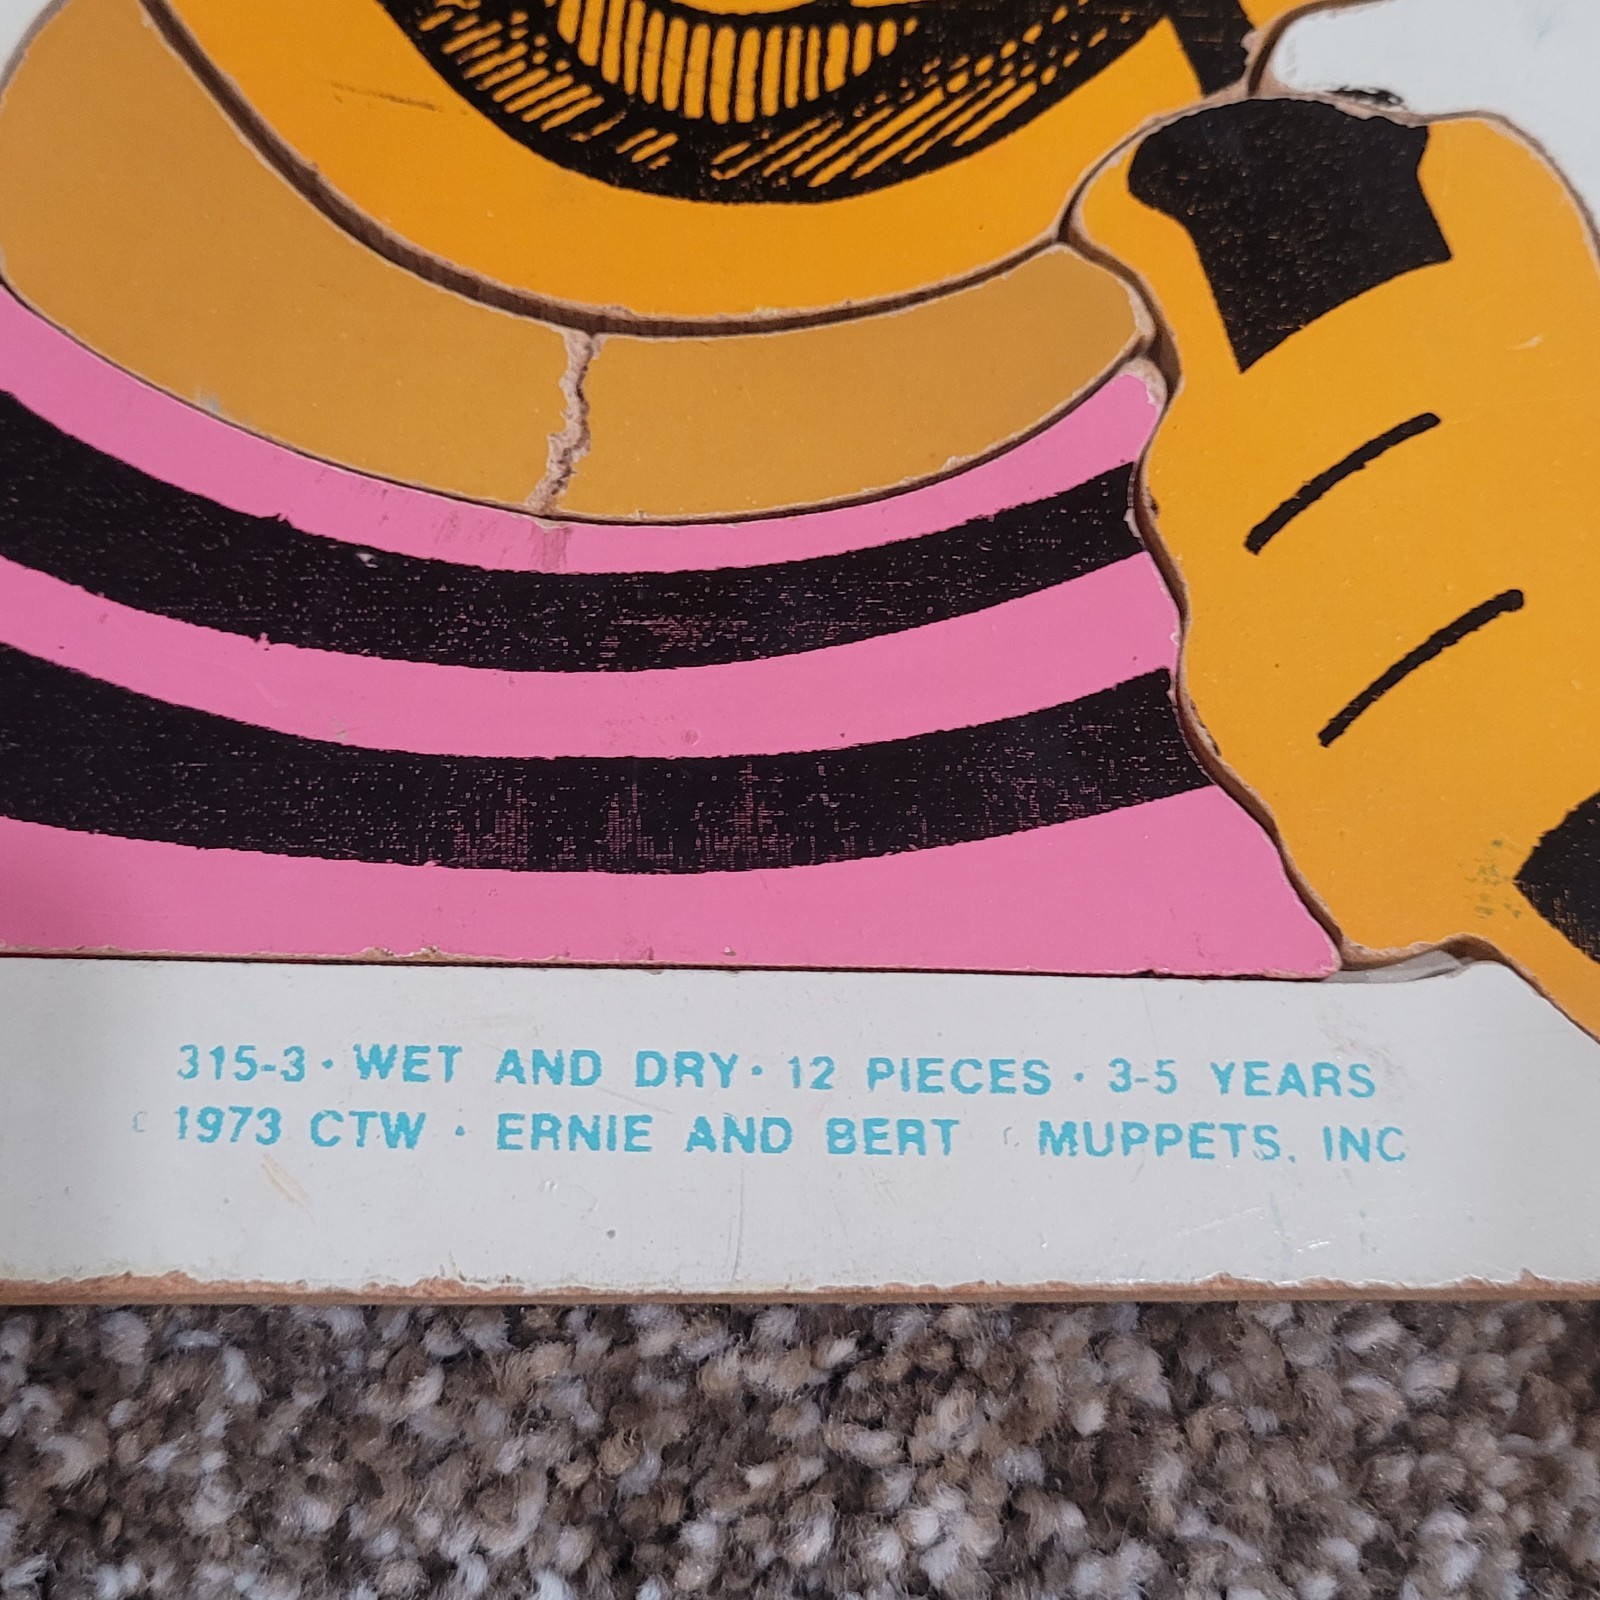 315-3 · WET AND DRY · 12 PIECES · 3-5 YEARS
© 1973 CTW · ERNIE AND BERT © MUPPETS, INC